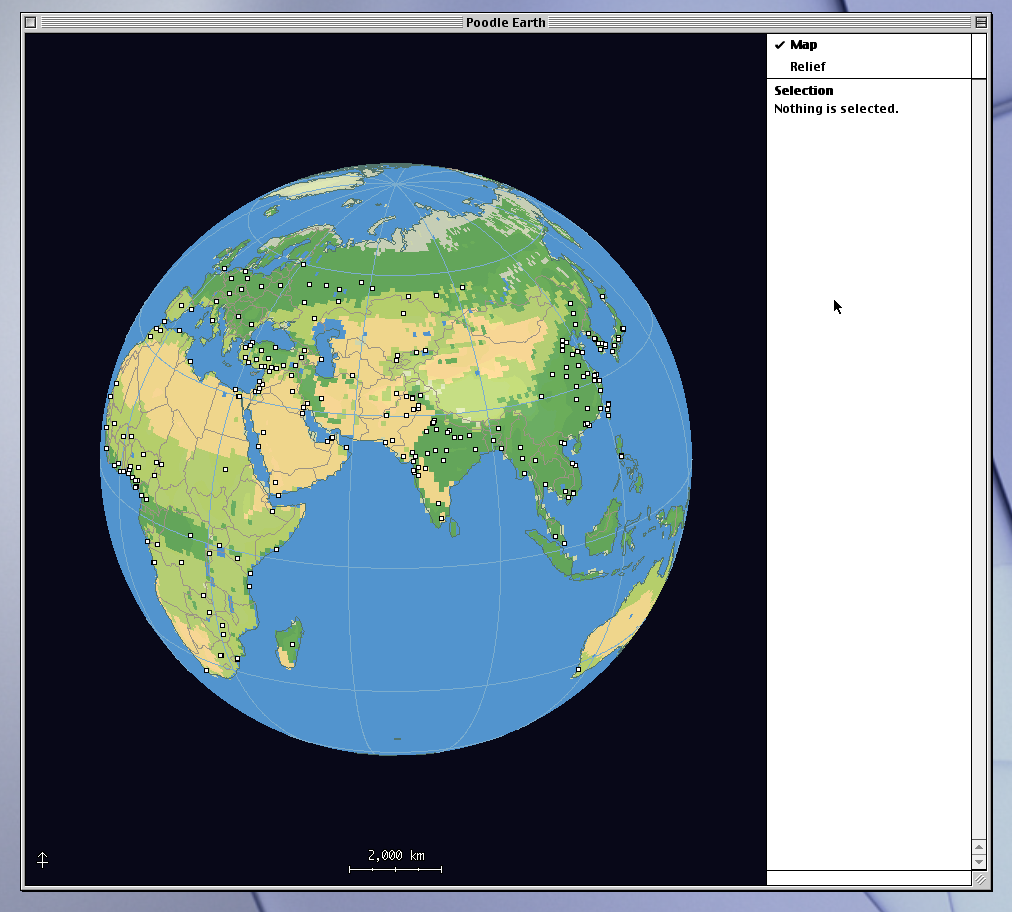 Poodle Earth
✓ Map
Relief
Selection
Nothing is selected.
2,000 km